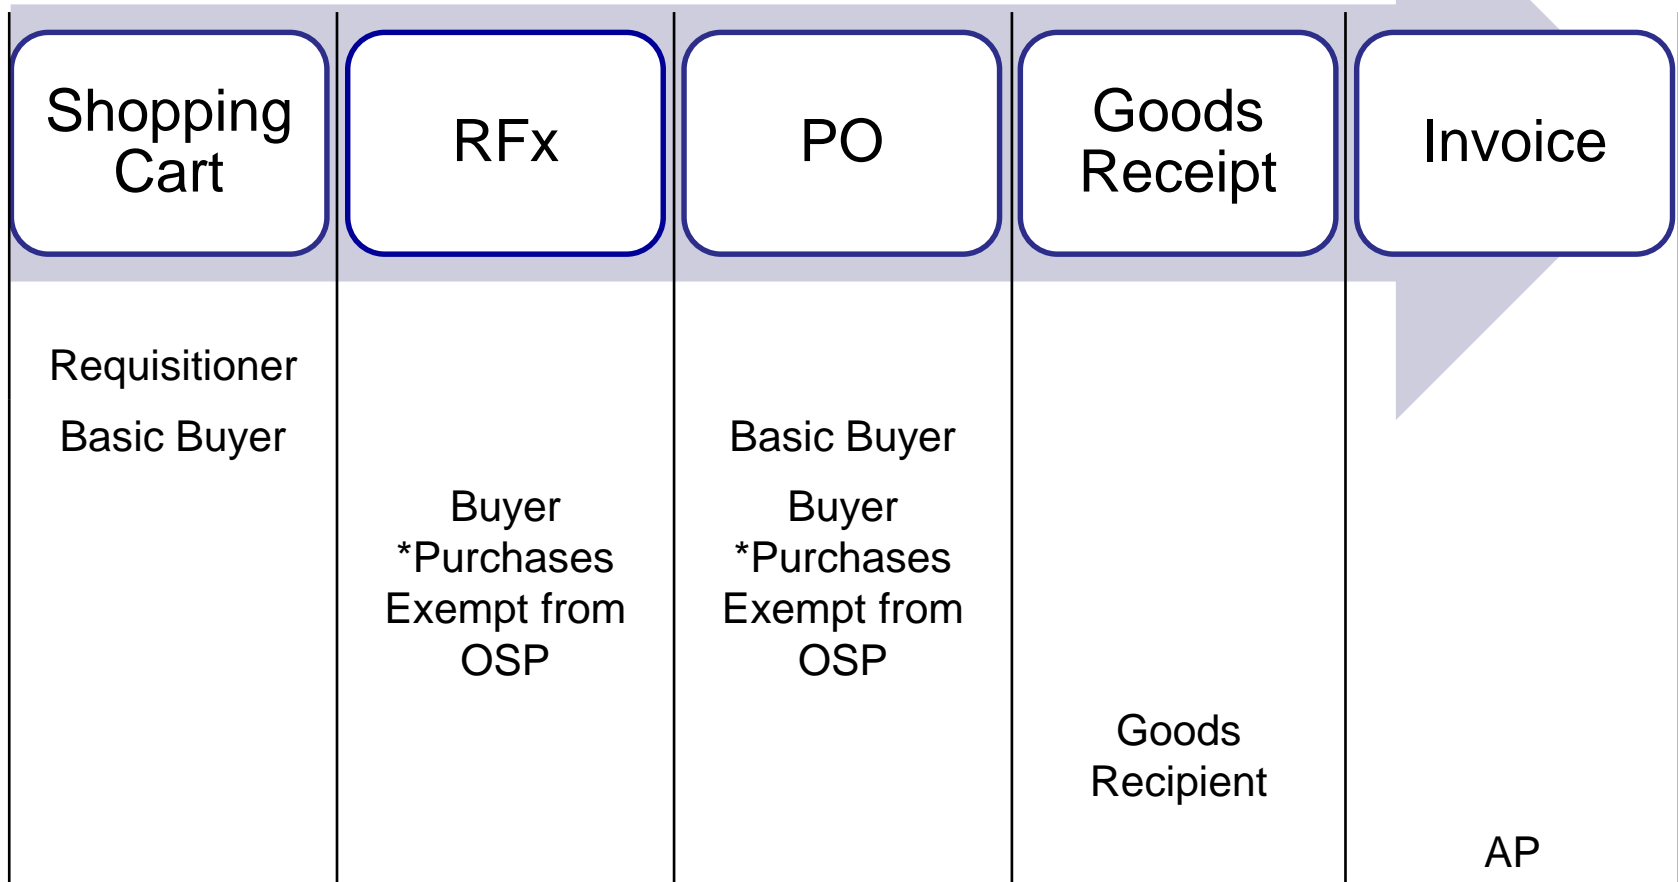 Shopping
Cart
RFx
PO
Goods
Receipt
Invoice
Requisitioner
Basic Buyer
Basic Buyer
Buyer
*Purchases
Exempt from
OSP
Buyer
*Purchases
Exempt from
OSP
Goods
Recipient
AP